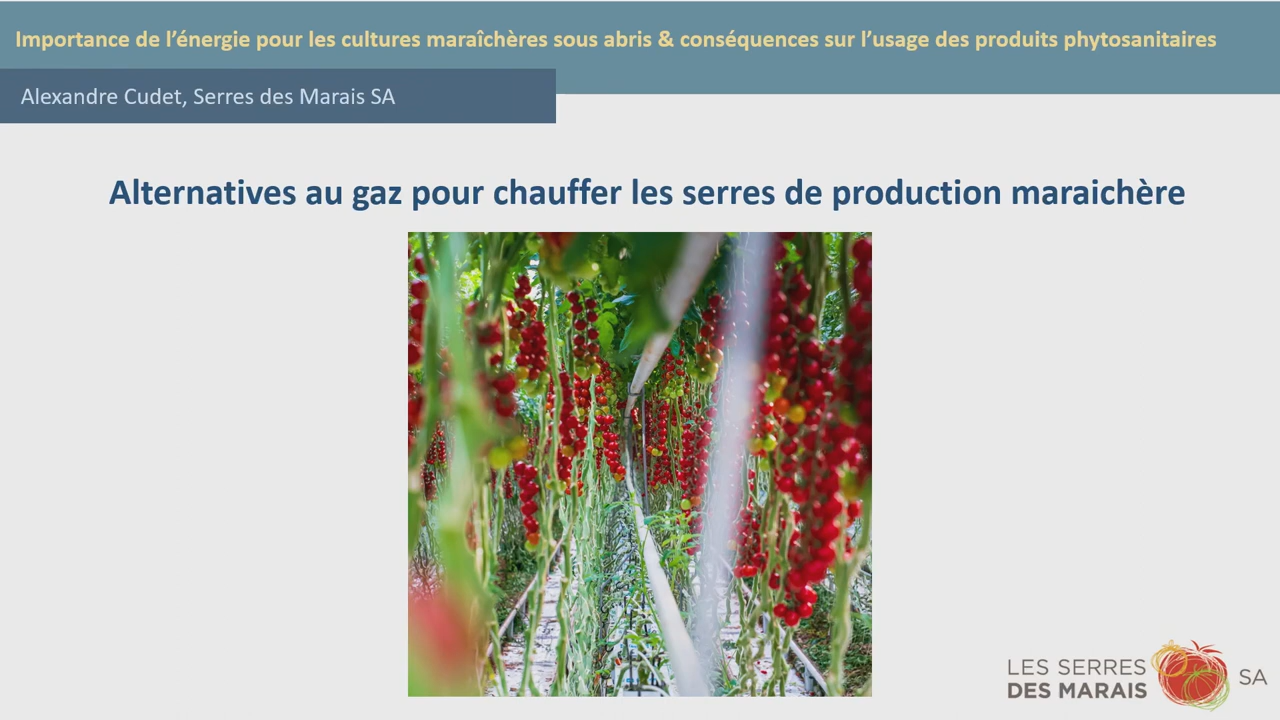 Importance de l’énergie pour les cultures maraîchères sous abris & conséquences sur l’usage des produits phytosanitaires
Alexandre Cudet, Serres des Marais SA
Alternatives au gaz pour chauffer les serres de production maraichère
LES SERRES
DES MARAIS SA